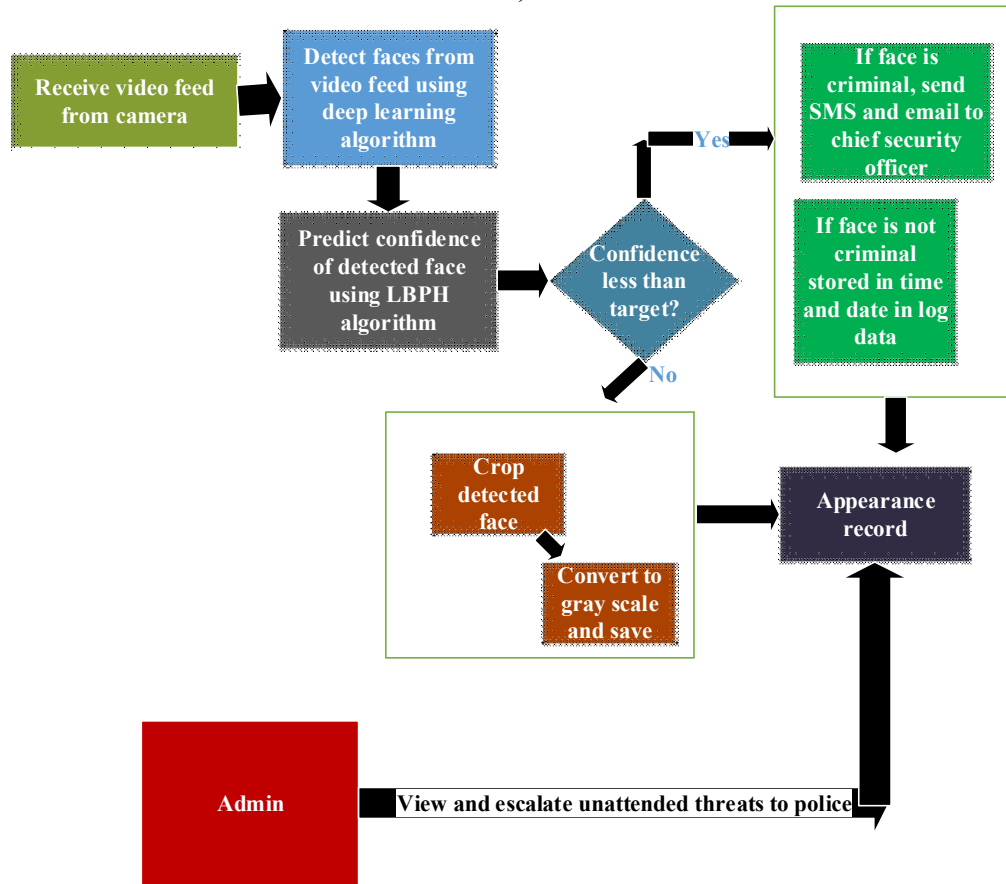 Receive video feed
from camera
Detect faces from
video feed using
deep learning
algorithm
Predict confidence
of detected face
using LBPH
algorithm
Confidence
less than
target?
Yes
No
If face is
criminal, send
SMS and email to
chief security
officer
If face is not
criminal
stored in time
and date in log
data
Crop
detected
face
Convert to
gray scale
and save
Appearance
record
Admin
View and escalate unattended threats to police